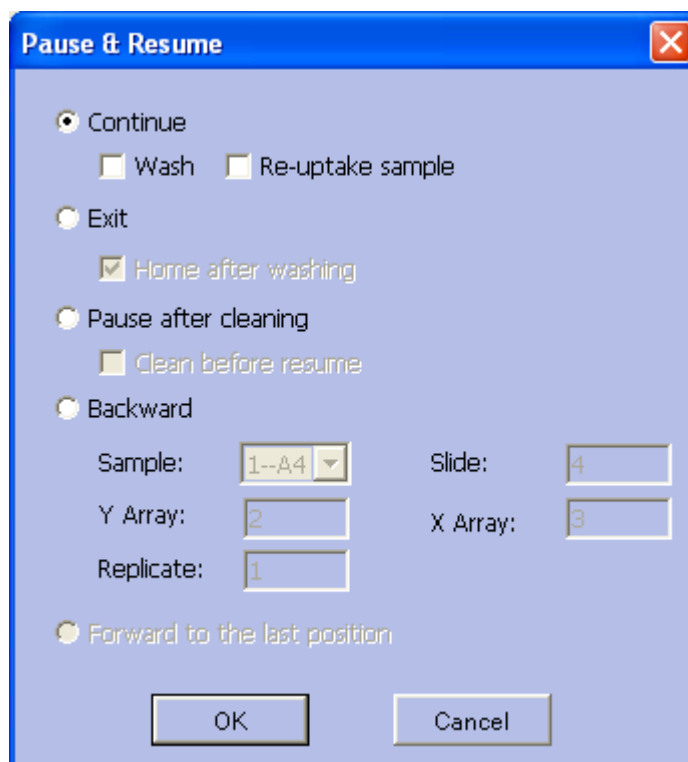 Pause & Resume
Continue
Wash Re-uptake sample
Exit
Home after washing
Pause after cleaning
Clean before resume
Backward
Sample: 1--A4 Slide: 4
Y Array: 2 X Array: 3
Replicate: 1
Forward to the last position
OK Cancel